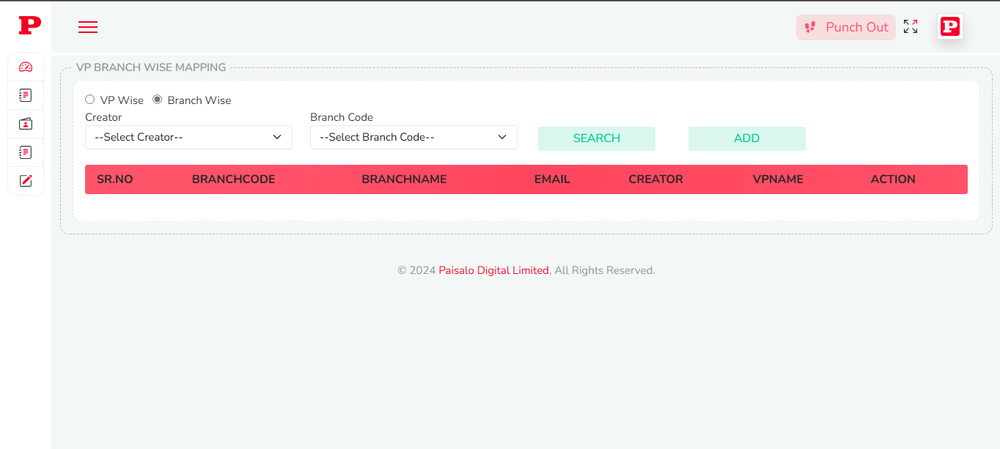 P
Punch Out
P
VP BRANCH WISE MAPPING
VP Wise Branch Wise
Creator Branch Code
--Select Creator-- --Select Branch Code-- SEARCH ADD
SR.NO BRANCHCODE BRANCHNAME EMAIL CREATOR VPNAME ACTION
© 2024 Paisalo Digital Limited, All Rights Reserved.